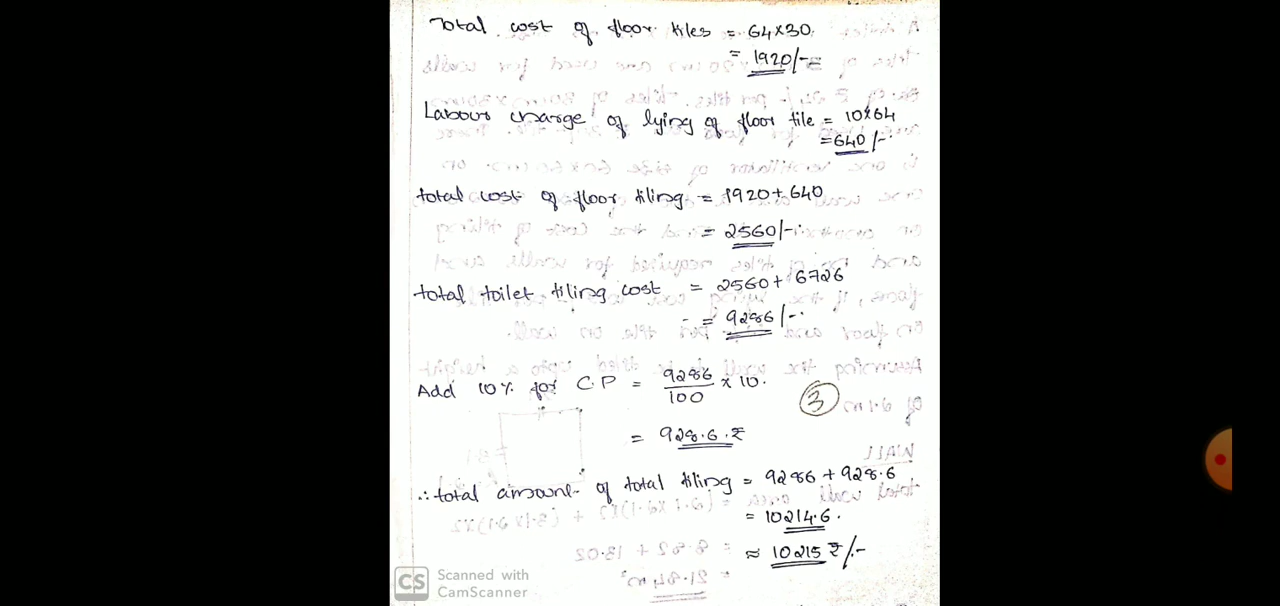 Total cost of floor tiles = 64×30.
= 1920/-
Labour charge of lying of floor tile = 10×64
= 640/-
total cost of floor tiling = 1920 + 640
= 2560/-
total toilet tiling cost = 2560 + 6726
= 9286/-
Add 10% for C.P = 9286/100 × 10.
3
= 928.6.₹
∴ total amount of total tiling = 9286 + 928.6
= 10214.6.
≈ 10215 ₹/-
CS Scanned with
CamScanner